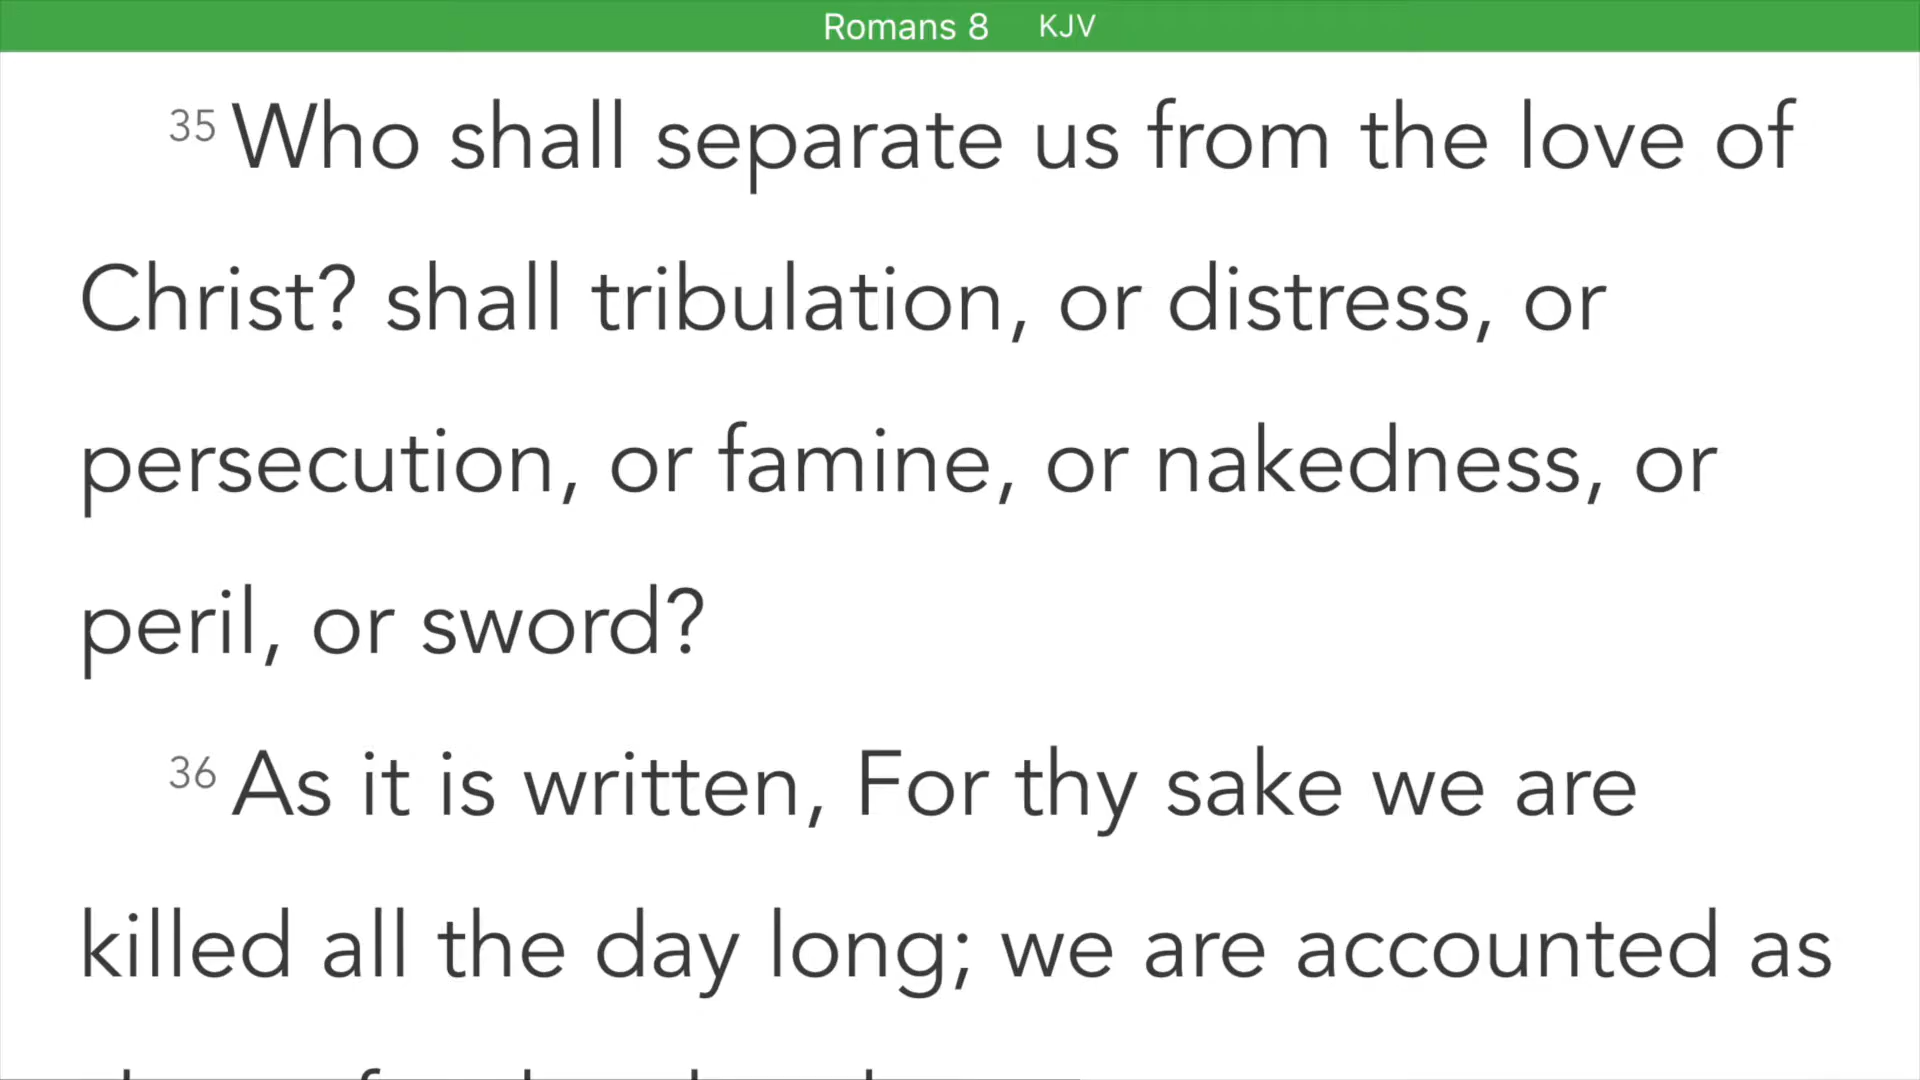 Romans 8 KJV
35 Who shall separate us from the love of
Christ? shall tribulation, or distress, or
persecution, or famine, or nakedness, or
peril, or sword?
36 As it is written, For thy sake we are
killed all the day long; we are accounted as